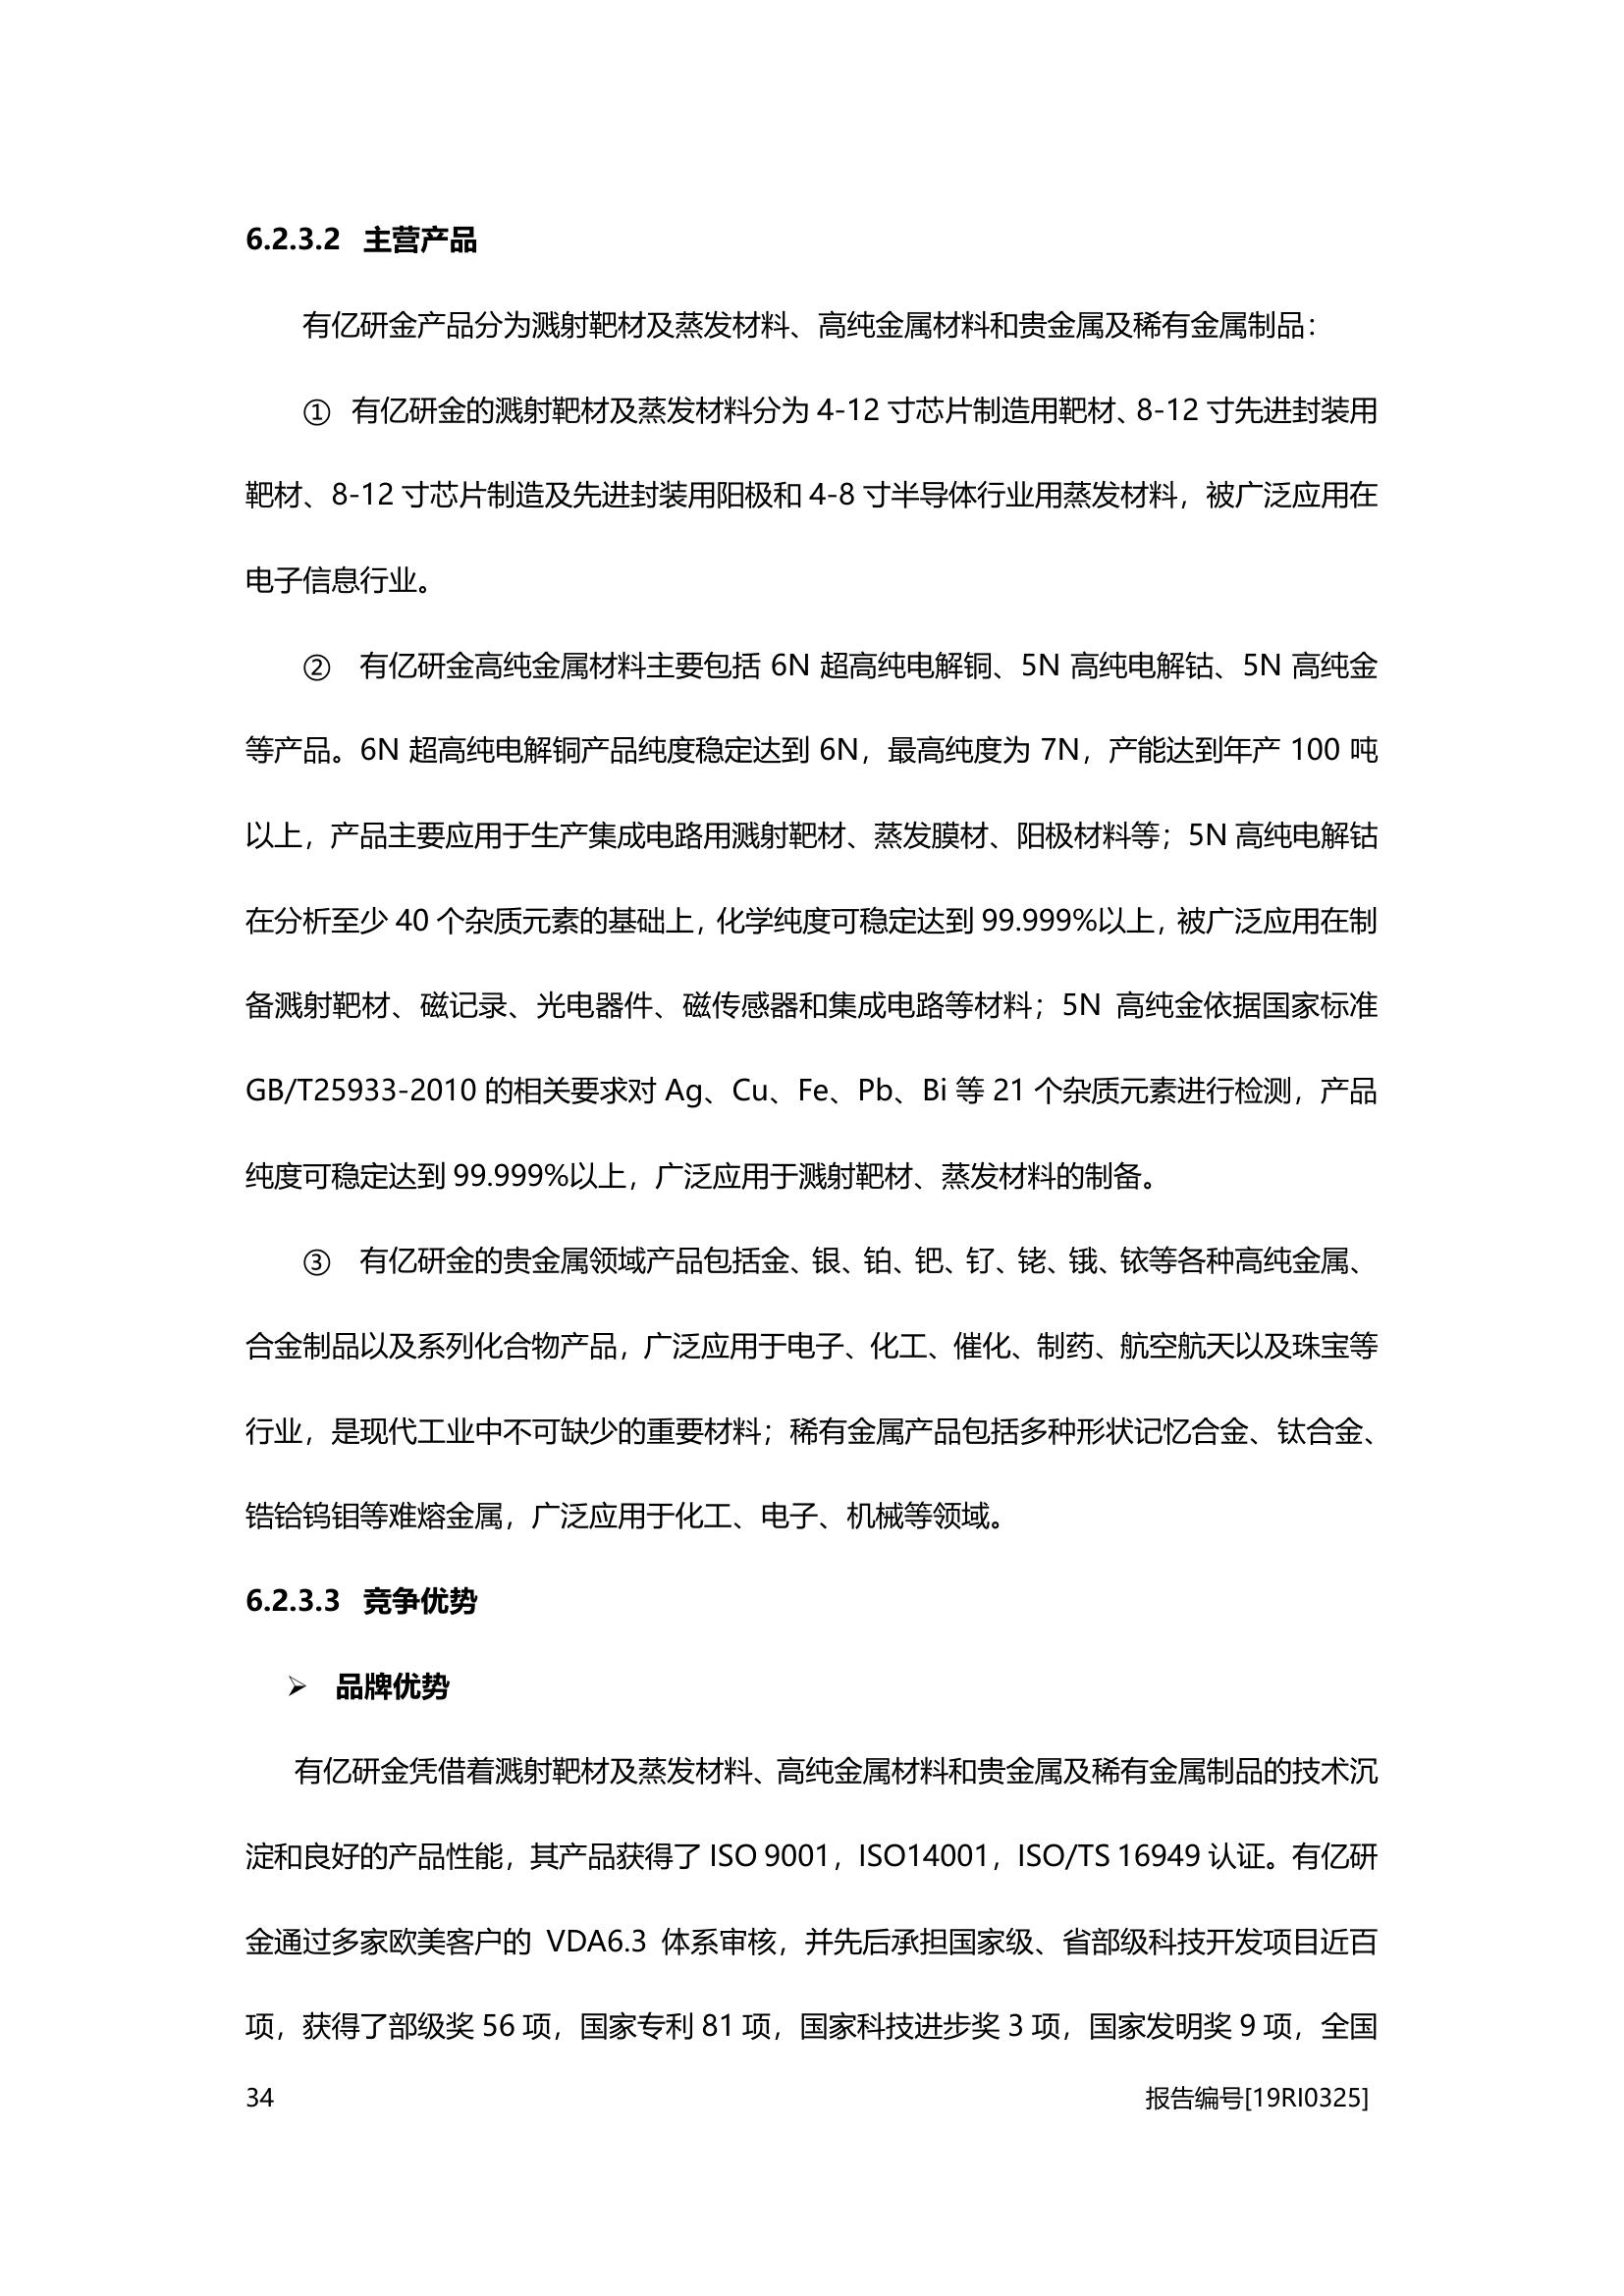 6.2.3.2 主营产品
有亿研金产品分为溅射靶材及蒸发材料、高纯金属材料和贵金属及稀有金属制品：
① 有亿研金的溅射靶材及蒸发材料分为 4-12 寸芯片制造用靶材、8-12 寸先进封装用
靶材、8-12 寸芯片制造及先进封装用阳极和 4-8 寸半导体行业用蒸发材料，被广泛应用在
电子信息行业。
② 有亿研金高纯金属材料主要包括 6N 超高纯电解铜、5N 高纯电解钴、5N 高纯金
等产品。6N 超高纯电解铜产品纯度稳定达到 6N，最高纯度为 7N，产能达到年产 100 吨
以上，产品主要应用于生产集成电路用溅射靶材、蒸发膜材、阳极材料等；5N 高纯电解钴
在分析至少 40 个杂质元素的基础上，化学纯度可稳定达到 99.999%以上，被广泛应用在制
备溅射靶材、磁记录、光电器件、磁传感器和集成电路等材料；5N 高纯金依据国家标准
GB/T25933-2010 的相关要求对 Ag、Cu、Fe、Pb、Bi 等 21 个杂质元素进行检测，产品
纯度可稳定达到 99.999%以上，广泛应用于溅射靶材、蒸发材料的制备。
③ 有亿研金的贵金属领域产品包括金、银、铂、钯、钌、铑、锇、铱等各种高纯金属、
合金制品以及系列化合物产品，广泛应用于电子、化工、催化、制药、航空航天以及珠宝等
行业，是现代工业中不可缺少的重要材料；稀有金属产品包括多种形状记忆合金、钛合金、
锆铪钨钼等难熔金属，广泛应用于化工、电子、机械等领域。
6.2.3.3 竞争优势
➢ 品牌优势
有亿研金凭借着溅射靶材及蒸发材料、高纯金属材料和贵金属及稀有金属制品的技术沉
淀和良好的产品性能，其产品获得了 ISO 9001，ISO14001，ISO/TS 16949 认证。有亿研
金通过多家欧美客户的 VDA6.3 体系审核，并先后承担国家级、省部级科技开发项目近百
项，获得了部级奖 56 项，国家专利 81 项，国家科技进步奖 3 项，国家发明奖 9 项，全国
34 报告编号[19RI0325]